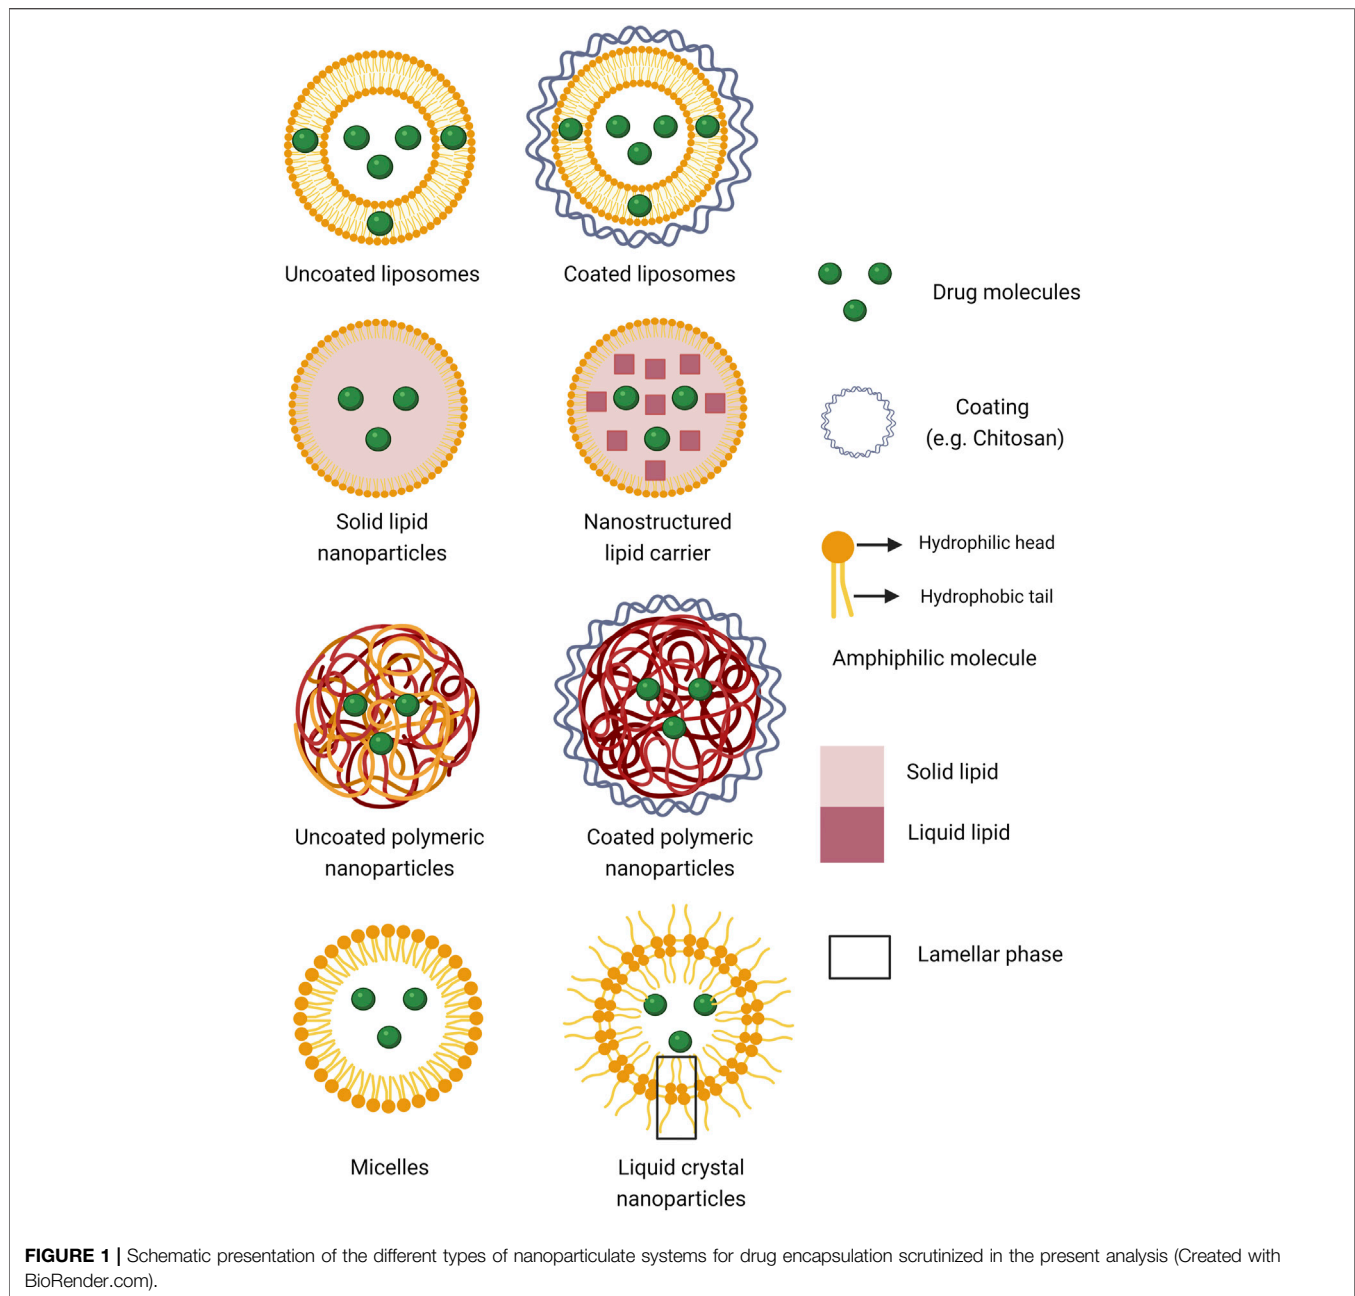 Uncoated liposomes
Coated liposomes
Drug molecules
Solid lipid
nanoparticles
Nanostructured
lipid carrier
Coating
(e.g. Chitosan)
Hydrophilic head
Hydrophobic tail
Amphiphilic molecule
Uncoated polymeric
nanoparticles
Coated polymeric
nanoparticles
Solid lipid
Liquid lipid
Lamellar phase
Micelles
Liquid crystal
nanoparticles
FIGURE 1 | Schematic presentation of the different types of nanoparticulate systems for drug encapsulation scrutinized in the present analysis (Created with
BioRender.com).